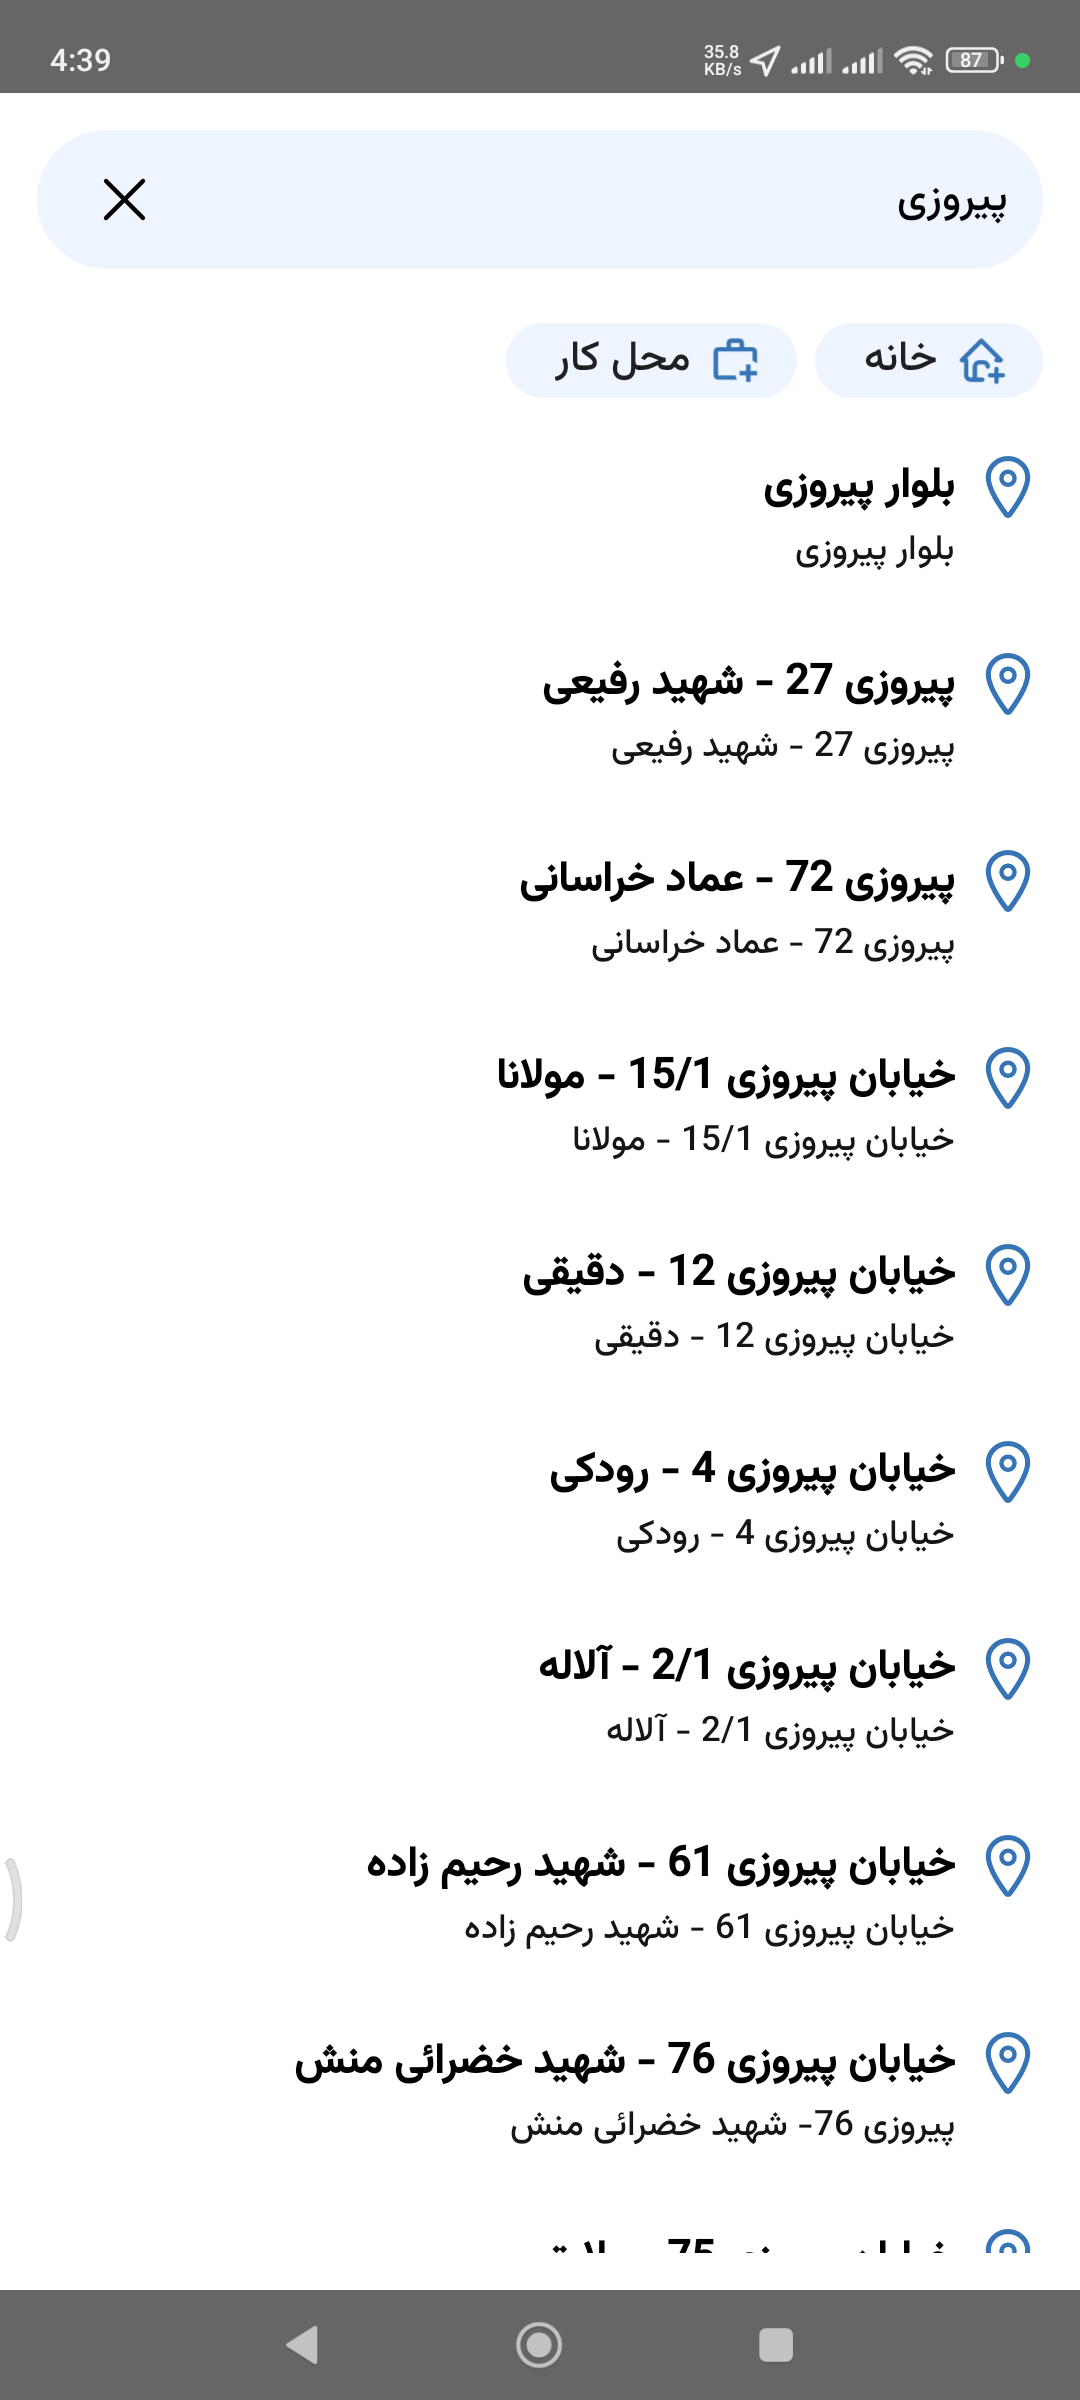 4:39
35.8
KB/s
87
پیروزی
خانه
محل کار
بلوار پیروزی
بلوار پیروزی
پیروزی 27 - شهید رفیعی
پیروزی 27 - شهید رفیعی
پیروزی 72 - عماد خراسانی
پیروزی 72 - عماد خراسانی
خیابان پیروزی 15/1 - مولانا
خیابان پیروزی 15/1 - مولانا
خیابان پیروزی 12 - دقیقی
خیابان پیروزی 12 - دقیقی
خیابان پیروزی 4 - رودکی
خیابان پیروزی 4 - رودکی
خیابان پیروزی 2/1 - آلاله
خیابان پیروزی 2/1 - آلاله
خیابان پیروزی 61 - شهید رحیم زاده
خیابان پیروزی 61 - شهید رحیم زاده
خیابان پیروزی 76 - شهید خضرائی منش
پیروزی 76- شهید خضرائی منش
خیابان پیروزی 75 -